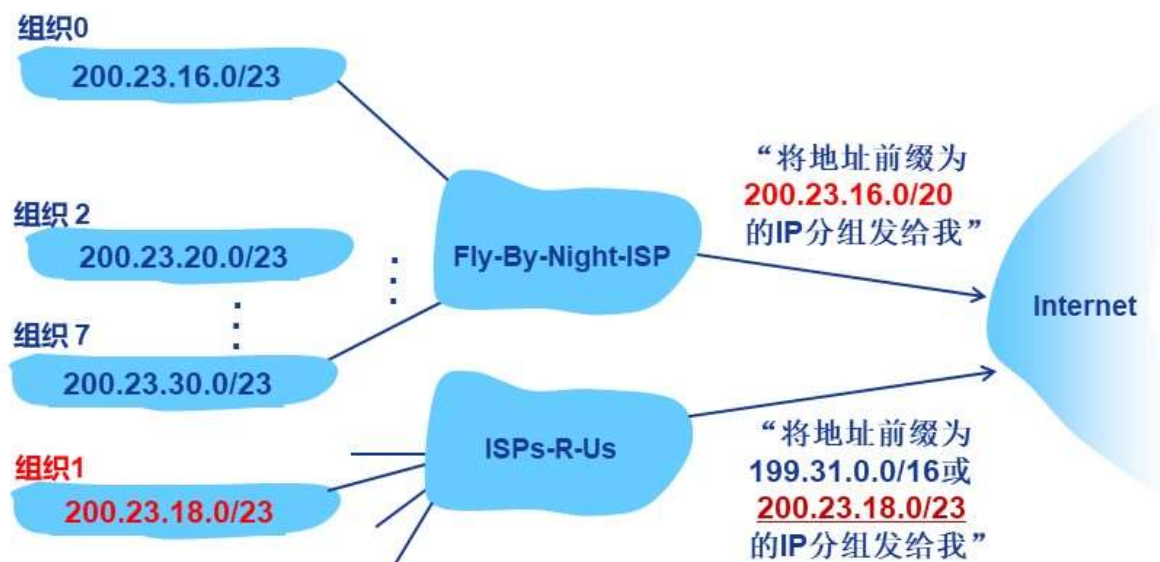 组织0
200.23.16.0/23
组织 2
200.23.20.0/23
组织 7
200.23.30.0/23
组织1
200.23.18.0/23
Fly-By-Night-ISP
ISPs-R-Us
“将地址前缀为
200.23.16.0/20
的IP分组发给我”
Internet
“将地址前缀为
199.31.0.0/16或
200.23.18.0/23
的IP分组发给我”